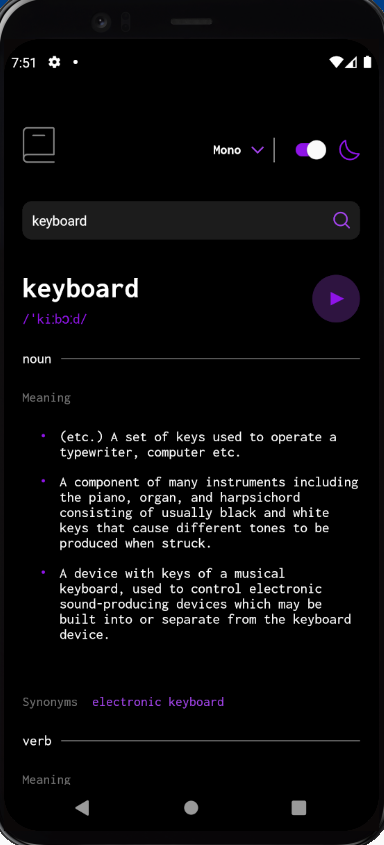 7:51
Mono
keyboard
keyboard
/ˈkiːbɔːd/
noun
Meaning
• (etc.) A set of keys used to operate a
typewriter, computer etc.
• A component of many instruments including
the piano, organ, and harpsichord
consisting of usually black and white
keys that cause different tones to be
produced when struck.
• A device with keys of a musical
keyboard, used to control electronic
sound-producing devices which may be
built into or separate from the keyboard
device.
Synonyms electronic keyboard
verb
Meaning